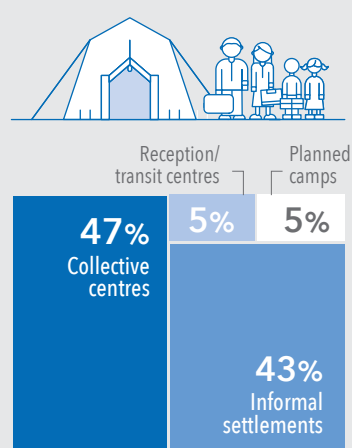 Reception/
transit centres
Planned
camps
47%
Collective
centres
5%
5%
43%
Informal
settlements